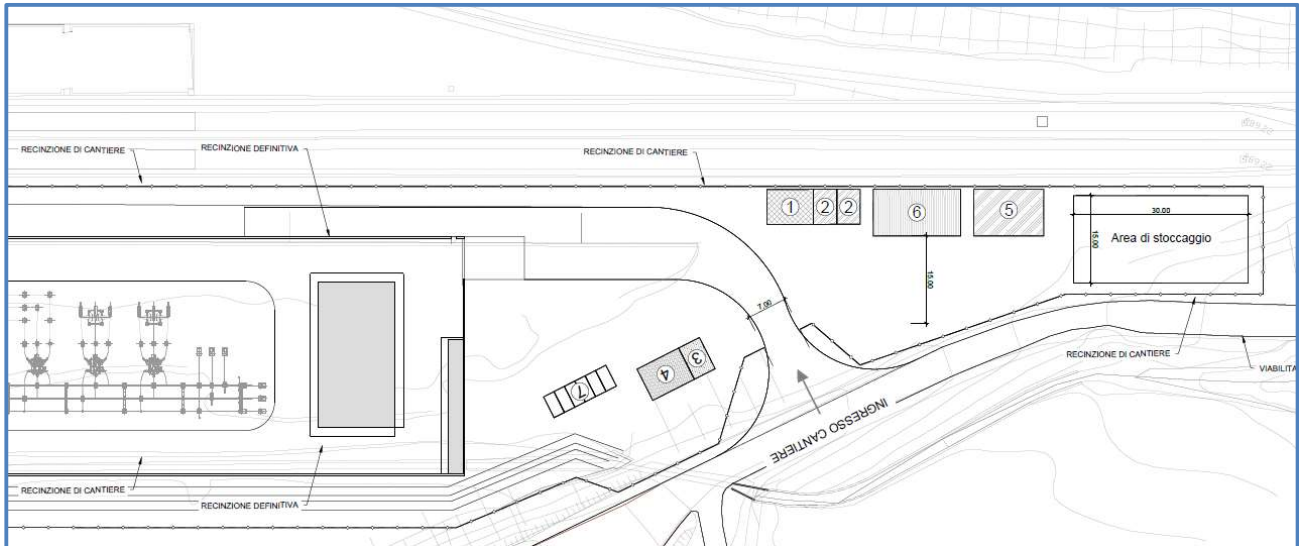 RECINZIONE DI CANTIERE
RECINZIONE DEFINITIVA
RECINZIONE DI CANTIERE
1
2
2
6
5
30.00
15.00
Area di stoccaggio
15.00
7.00
3
4
7
INGRESSO CANTIERE
RECINZIONE DI CANTIERE
VIABILITA
RECINZIONE DI CANTIERE
RECINZIONE DEFINITIVA